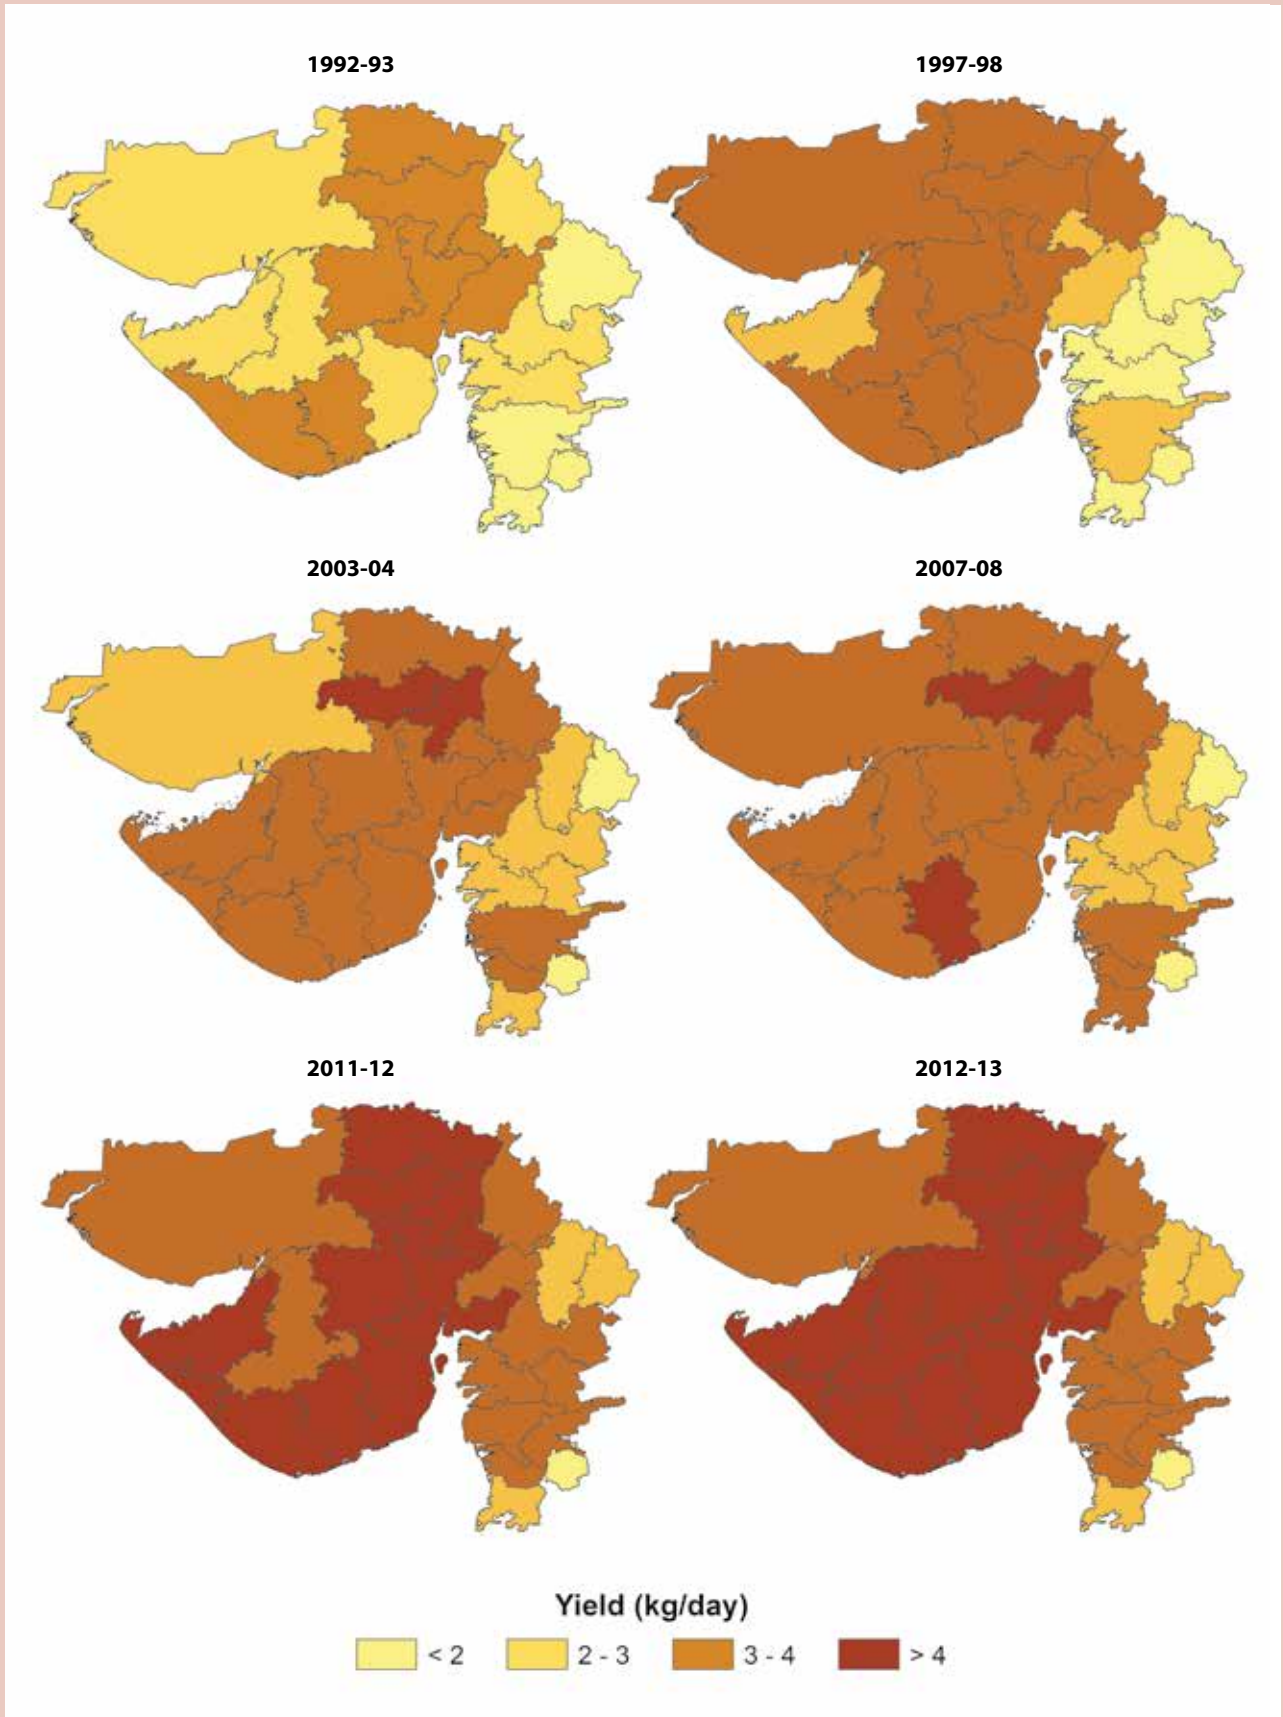 1992-93
1997-98
2003-04
2007-08
2011-12
2012-13
Yield (kg/day)
< 2
2 - 3
3 - 4
> 4